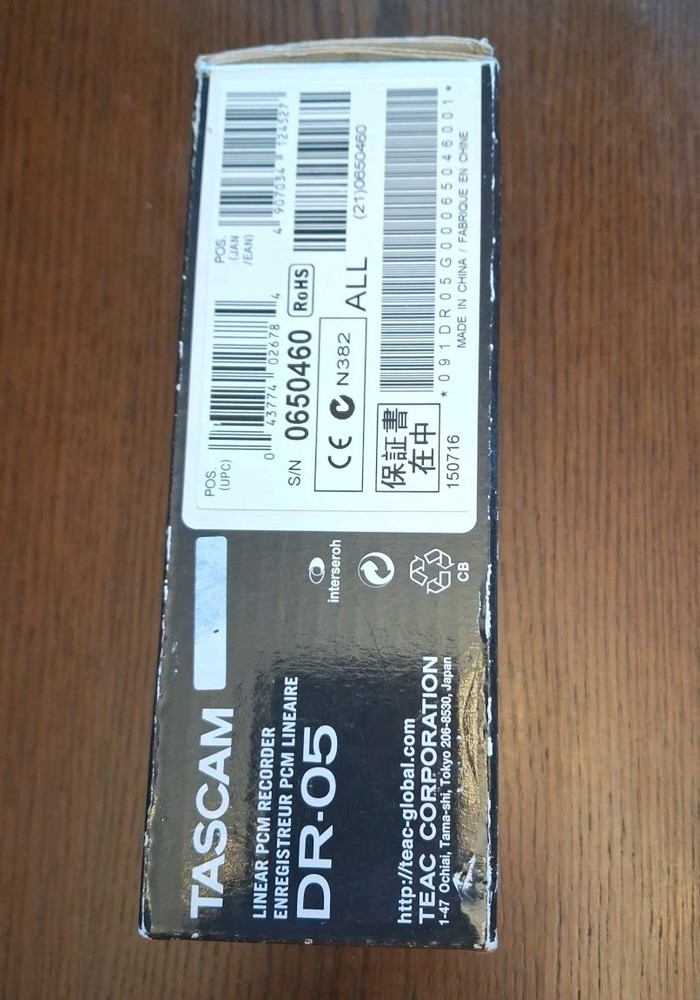 TASCAM
LINEAR PCM RECORDER
ENREGISTREUR PCM LINEAIRE
DR-05
http://teac-global.com
TEAC CORPORATION
1-47 Ochiai, Tama-shi, Tokyo 206-8530, Japan
interseroh
CB
POS.
(UPC)
0 43774 02678 4
POS.
(JAN
/EAN)
4 907034 124527
S/N 0650460 RoHS
(21)0650460
CE N382
ALL
保証書
在中
*091DR05G0000650460 01*
150716
MADE IN CHINA / FABRIQUE EN CHINE